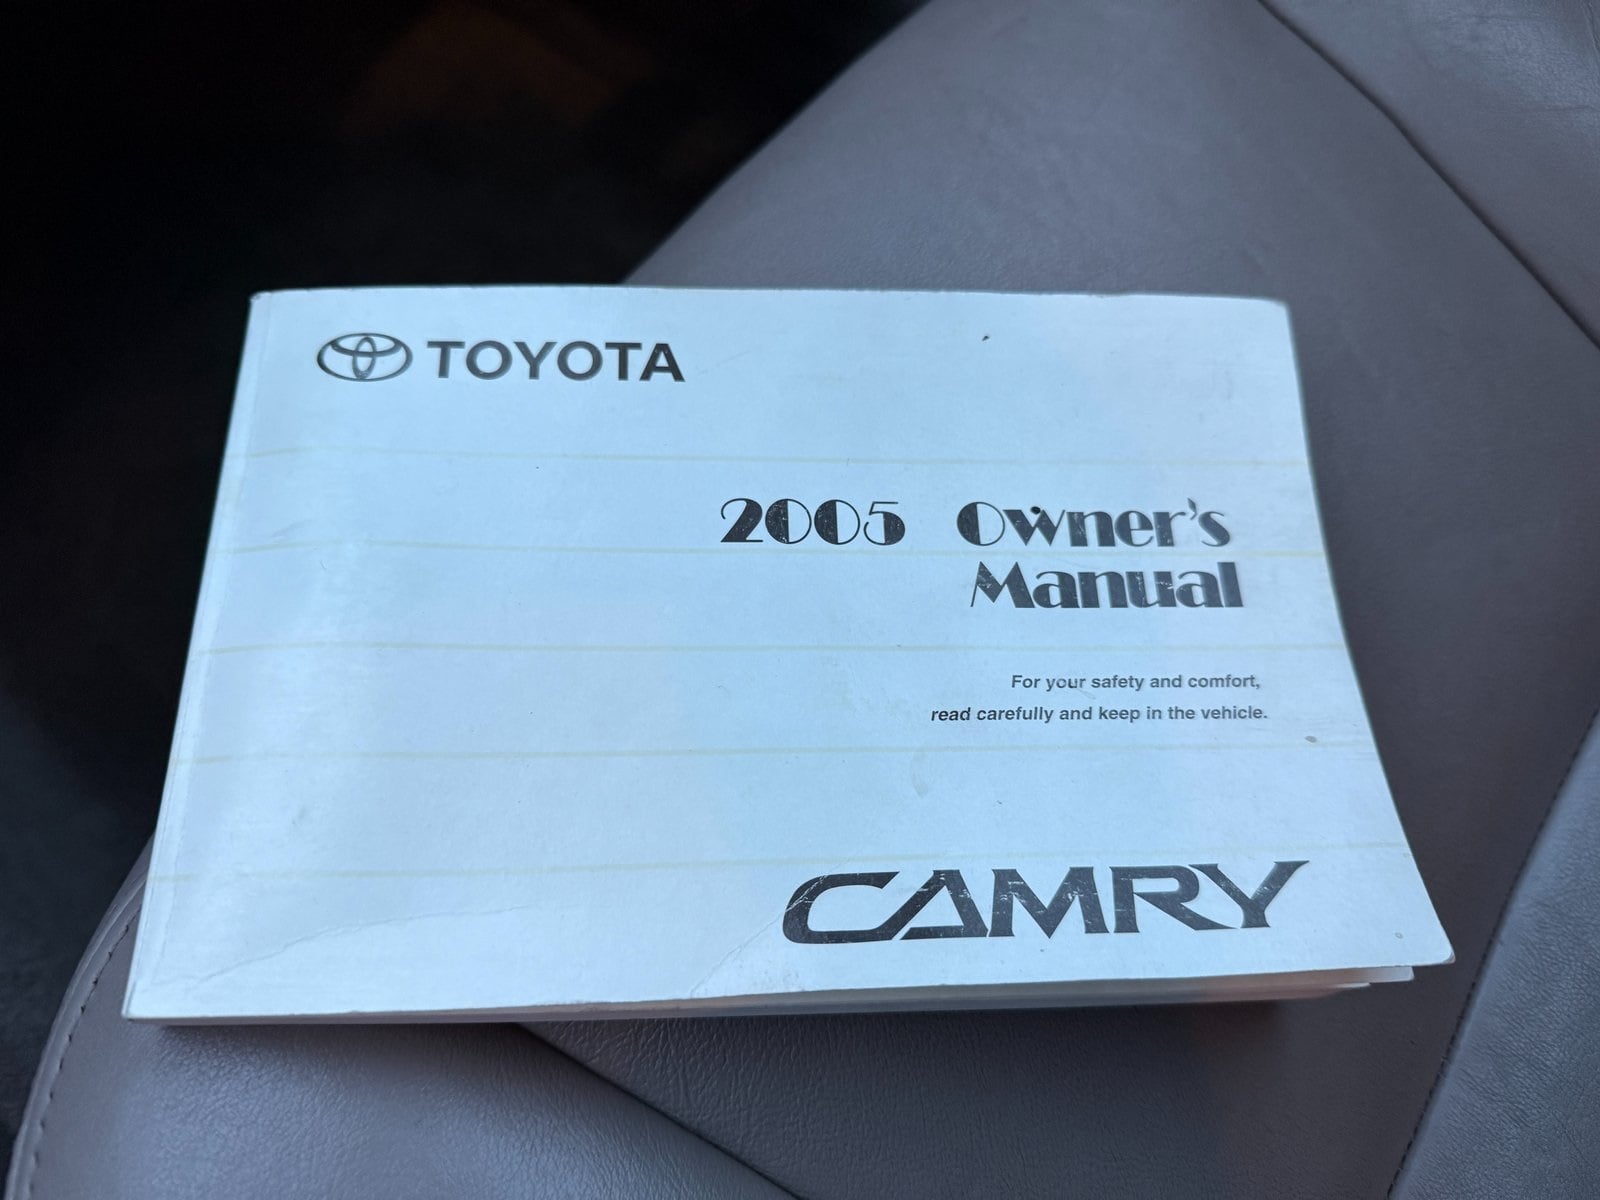 TOYOTA
2005 Owner's
Manual
For your safety and comfort,
read carefully and keep in the vehicle.
CAMRY